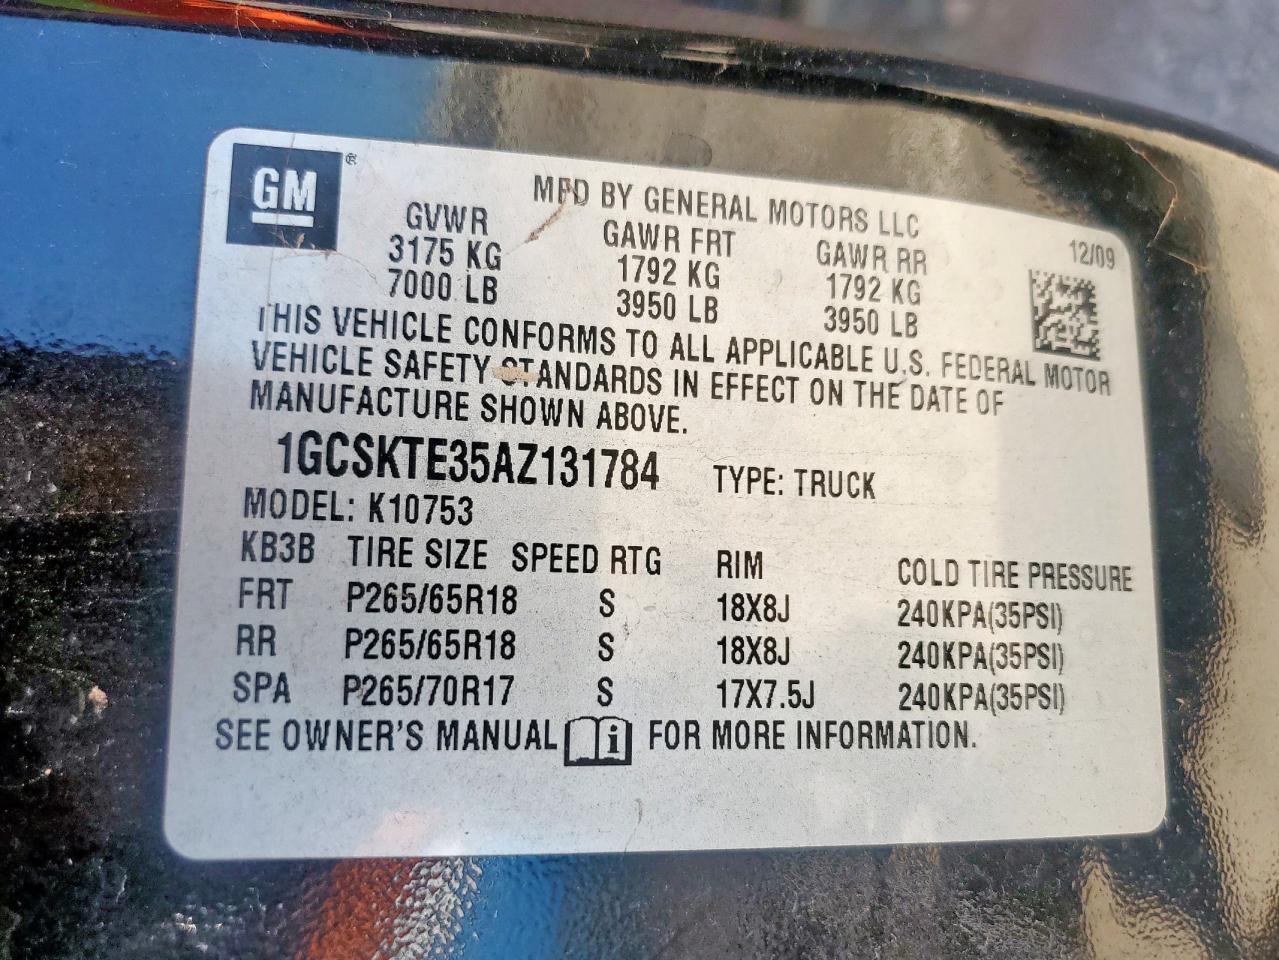 GM ®
MFD BY GENERAL MOTORS LLC
GVWR GAWR FRT GAWR RR 12/09
3175 KG 1792 KG 1792 KG
7000 LB 3950 LB 3950 LB
THIS VEHICLE CONFORMS TO ALL APPLICABLE U.S. FEDERAL MOTOR
VEHICLE SAFETY STANDARDS IN EFFECT ON THE DATE OF
MANUFACTURE SHOWN ABOVE.
1GCSKTE35AZ131784 TYPE: TRUCK
MODEL: K10753
KB3B TIRE SIZE SPEED RTG RIM COLD TIRE PRESSURE
FRT P265/65R18 S 18X8J 240KPA(35PSI)
RR P265/65R18 S 18X8J 240KPA(35PSI)
SPA P265/70R17 S 17X7.5J 240KPA(35PSI)
SEE OWNER'S MANUAL i FOR MORE INFORMATION.